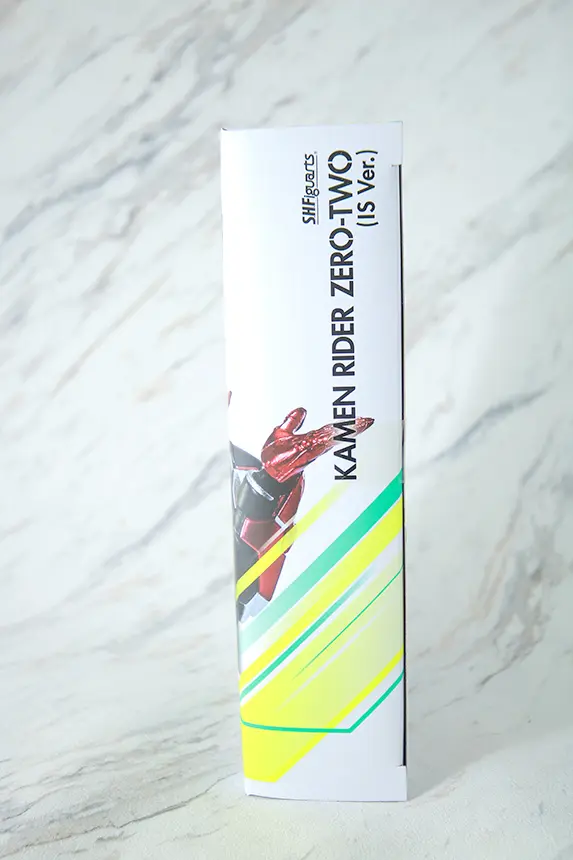 S.H.Figuarts
KAMEN RIDER ZERO-TWO
(IS Ver.)